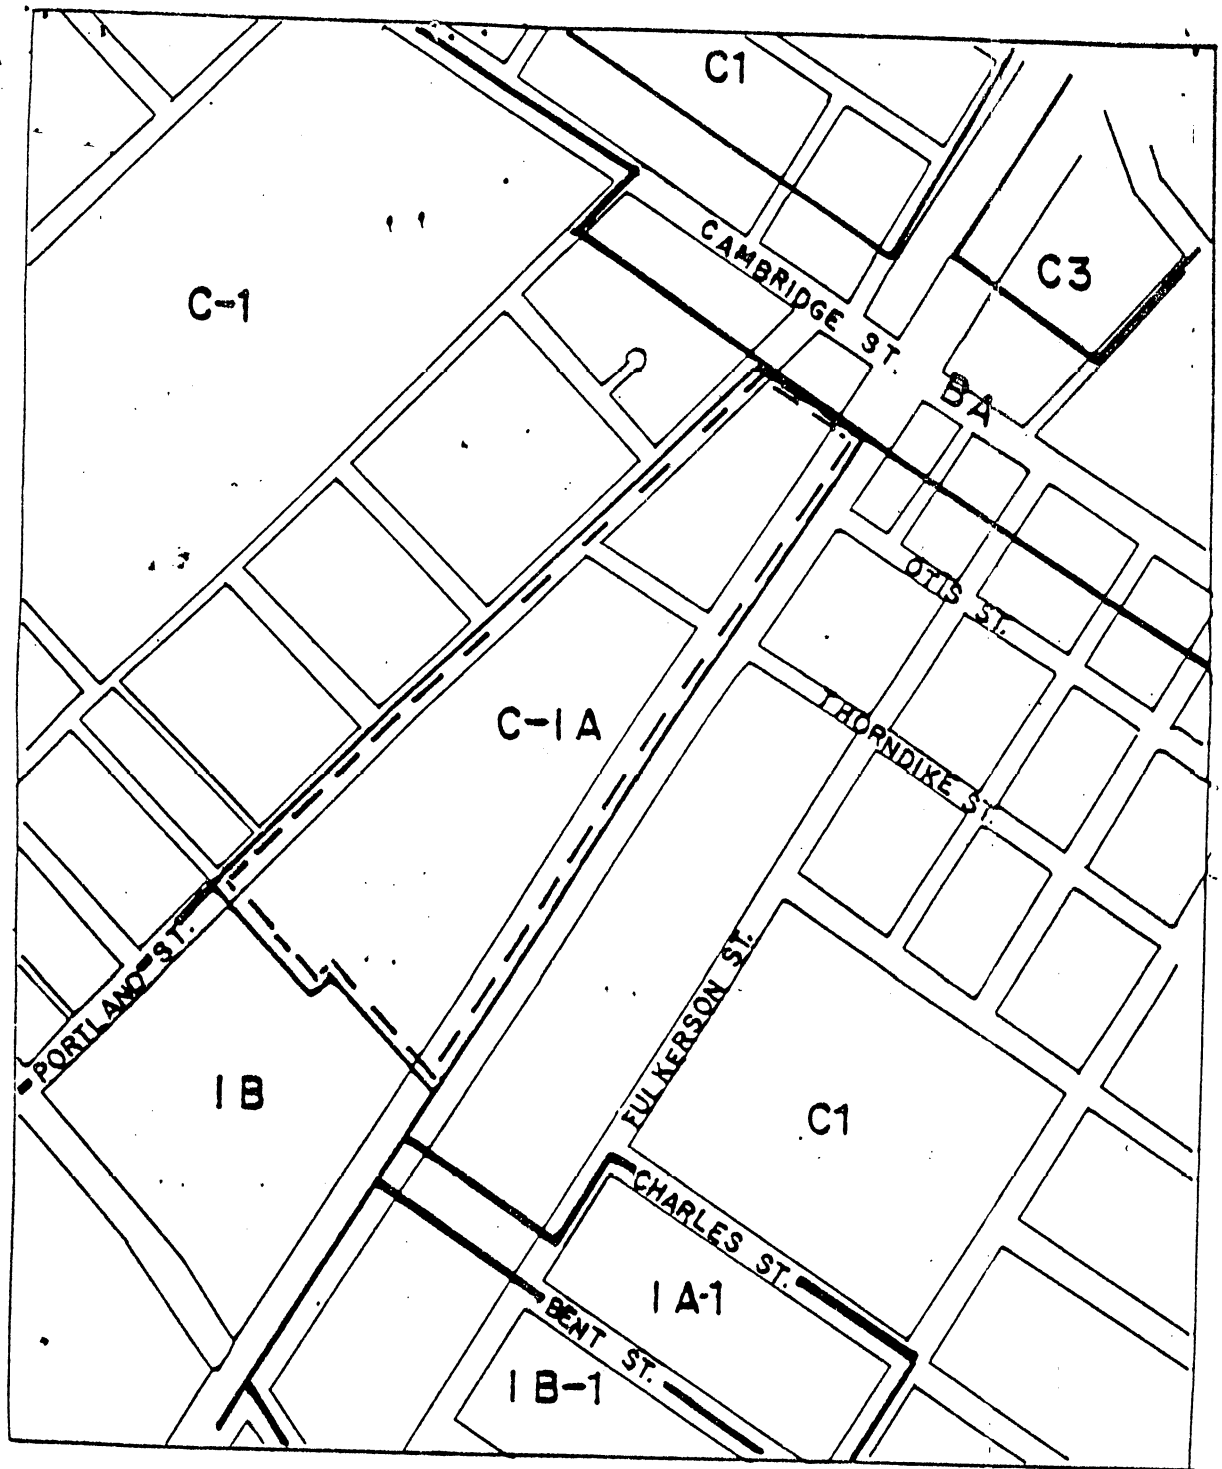 C1
CAMBRIDGE ST.
C3
C-1
BA
OTIS ST.
C-1A
THORNDIKE ST.
FULKERSON ST.
PORTLAND ST.
IB
C1
CHARLES ST.
IA-1
BENT ST.
IB-1